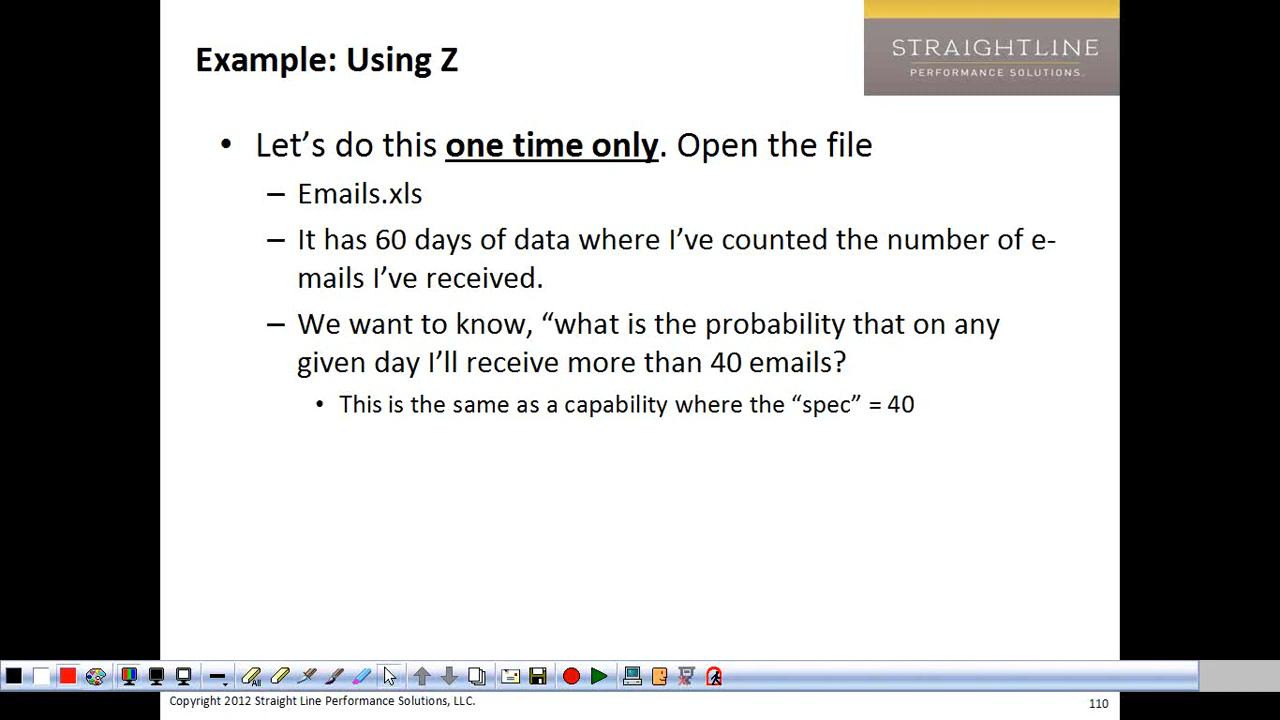 Example: Using Z
STRAIGHTLINE
PERFORMANCE SOLUTIONS.
• Let's do this one time only. Open the file
– Emails.xls
– It has 60 days of data where I've counted the number of e-
mails I've received.
– We want to know, “what is the probability that on any
given day I'll receive more than 40 emails?
• This is the same as a capability where the “spec” = 40
All
Copyright 2012 Straight Line Performance Solutions, LLC.
110